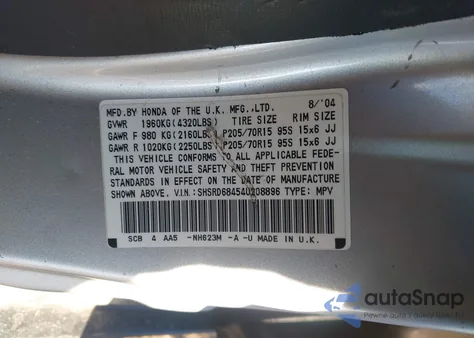 MFD. BY HONDA OF THE U.K. MFG., LTD. 8/'04
GVWR 1960KG(4320LBS) TIRE SIZE RIM SIZE
GAWR F 980 KG(2160LBS) P205/70R15 95S 15x6 JJ
GAWR R 1020KG(2250LBS) P205/70R15 95S 15x6 JJ
THIS VEHICLE CONFORMS TO ALL APPLICABLE FEDE-
RAL MOTOR VEHICLE SAFETY AND THEFT PREVENTION
STANDARDS IN EFFECT ON THE DATE OF MANUFACTURE
SHOWN ABOVE. V.I.N.: SHSRD684540208896 TYPE: MPV
SCB 4 AA5 -NH623M -A -U MADE IN U.K.
autoSnap